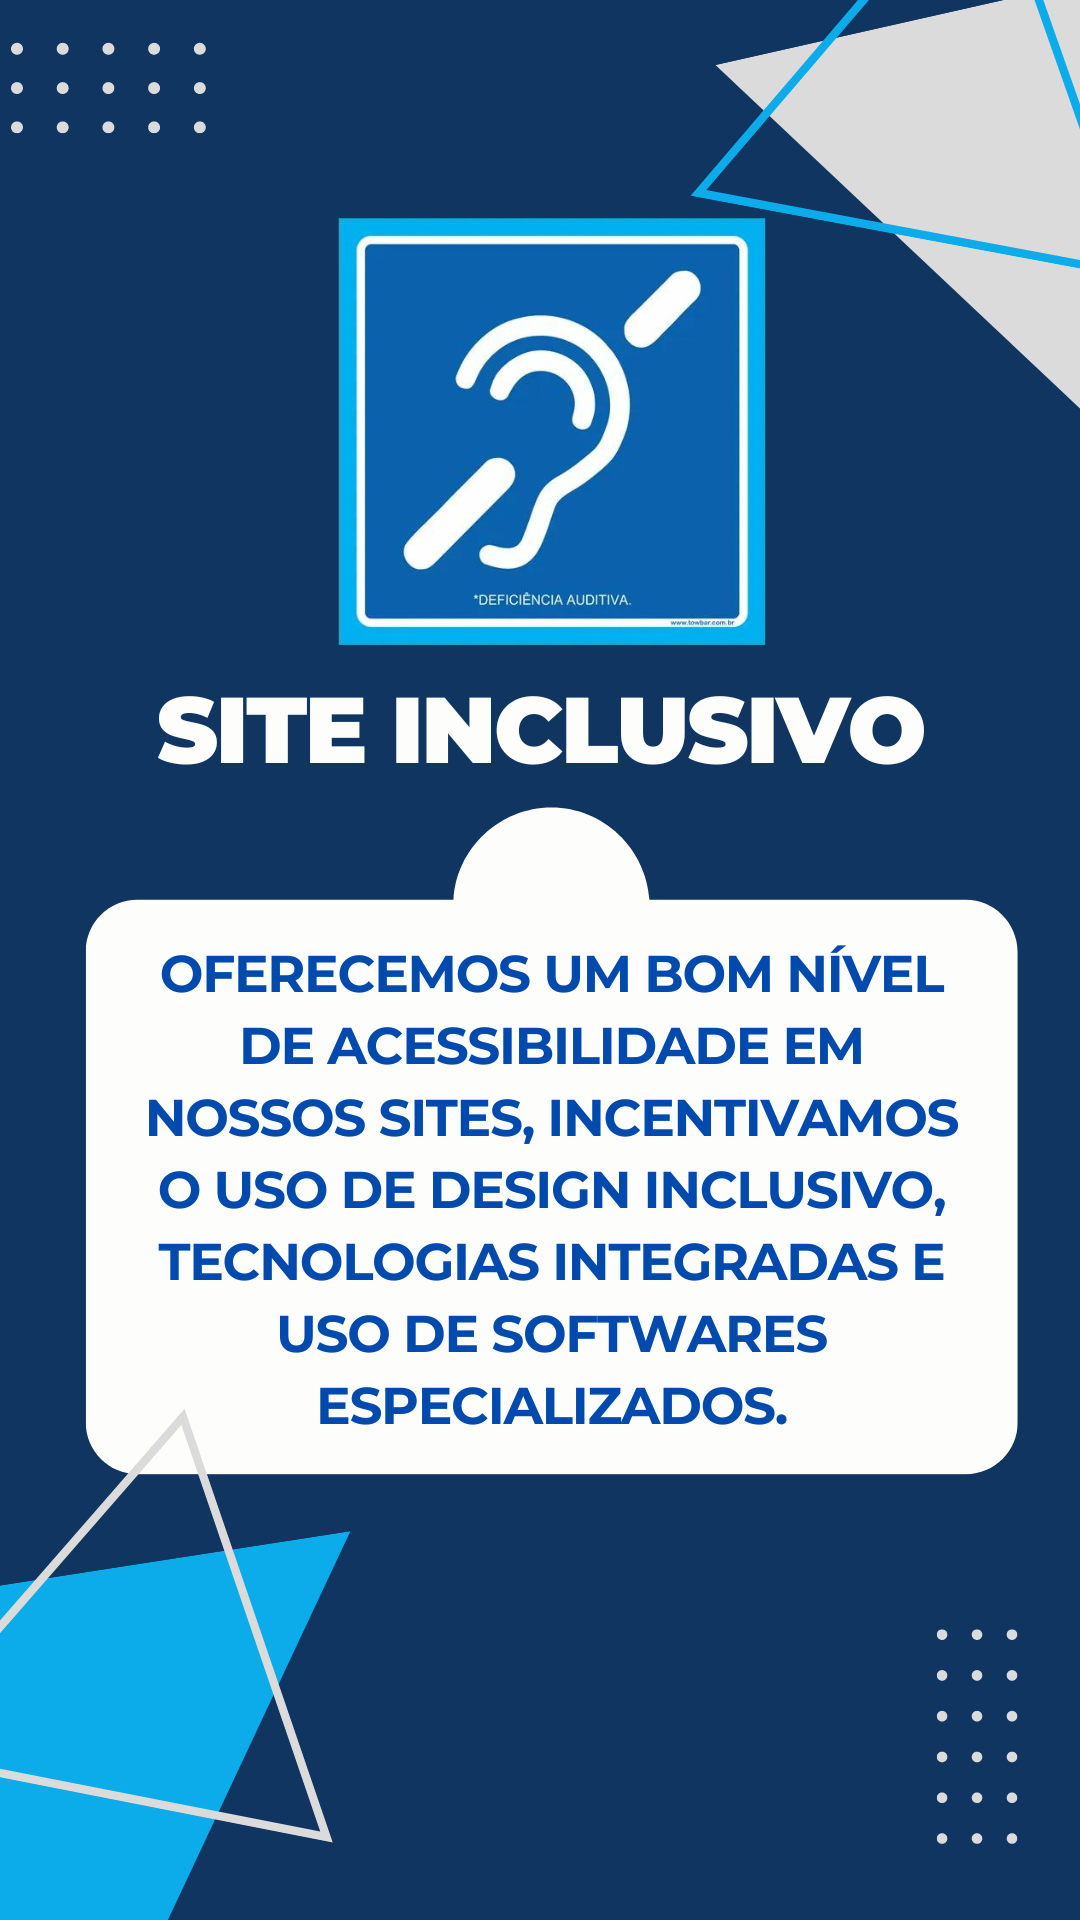 *DEFICIÊNCIA AUDITIVA.
www.towbar.com.br
SITE INCLUSIVO
OFERECEMOS UM BOM NÍVEL
DE ACESSIBILIDADE EM
NOSSOS SITES, INCENTIVAMOS
O USO DE DESIGN INCLUSIVO,
TECNOLOGIAS INTEGRADAS E
USO DE SOFTWARES
ESPECIALIZADOS.